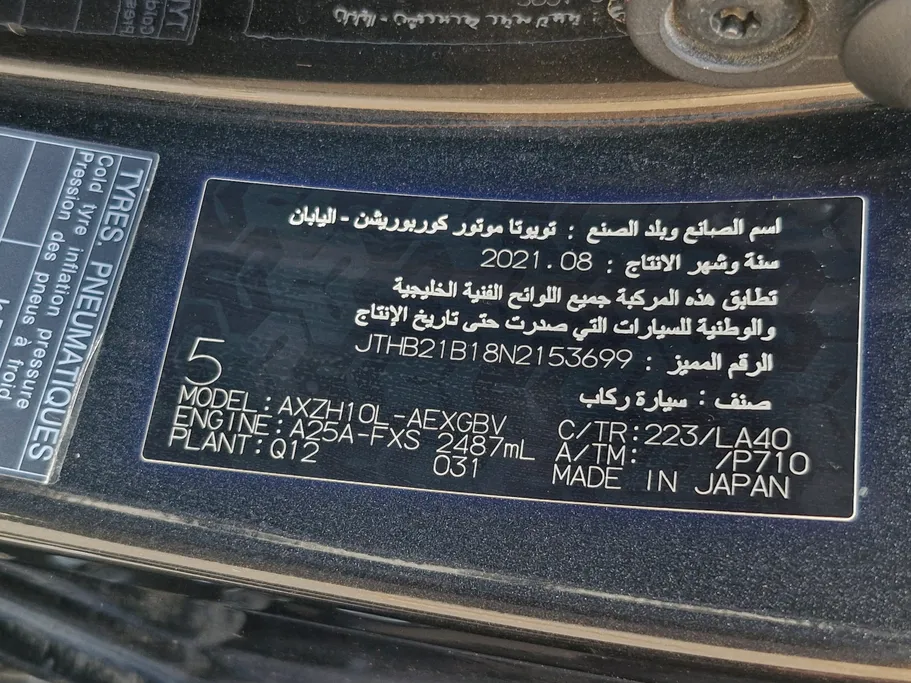 TYRES. PNEUMATIQUES
Cold tyre inflation pressure
Pression des pneus à froid
اسم الصانع وبلد الصنع : تويوتا موتور كوربوريشن - اليابان
سنة وشهر الانتاج : 2021.08
تطابق هذه المركبة جميع اللوائح الفنية الخليجية
والوطنية للسيارات التي صدرت حتى تاريخ الإنتاج
الرقم المميز : JTHB21B18N2153699
صنف : سيارة ركاب
5
MODEL:AXZH10L-AEXGBV
ENGINE:A25A-FXS 2487mL C/TR:223/LA40
PLANT:Q12 031 A/TM: /P710
MADE IN JAPAN